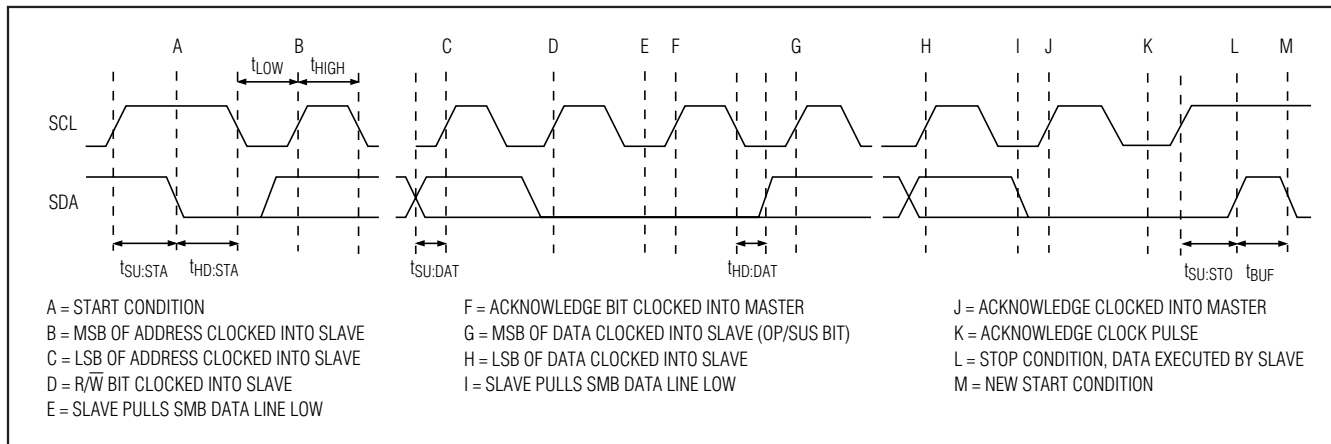 A B C D E F G H I J K L M
tLOW tHIGH
SCL
SDA
tSU:STA tHD:STA tSU:DAT tHD:DAT tSU:STO tBUF
A = START CONDITION
B = MSB OF ADDRESS CLOCKED INTO SLAVE
C = LSB OF ADDRESS CLOCKED INTO SLAVE
D = R/W̅ BIT CLOCKED INTO SLAVE
E = SLAVE PULLS SMB DATA LINE LOW
F = ACKNOWLEDGE BIT CLOCKED INTO MASTER
G = MSB OF DATA CLOCKED INTO SLAVE (OP/SUS BIT)
H = LSB OF DATA CLOCKED INTO SLAVE
I = SLAVE PULLS SMB DATA LINE LOW
J = ACKNOWLEDGE CLOCKED INTO MASTER
K = ACKNOWLEDGE CLOCK PULSE
L = STOP CONDITION, DATA EXECUTED BY SLAVE
M = NEW START CONDITION